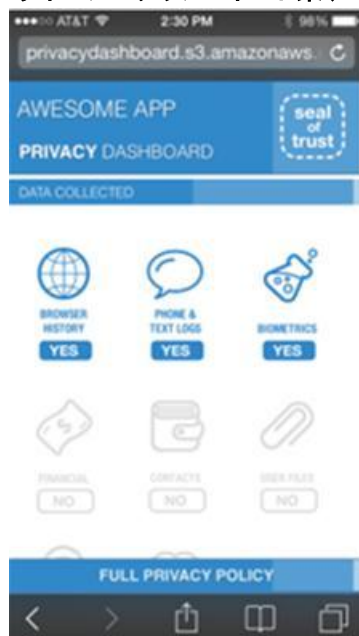 AT&T 2:30 PM 98%
privacydashboard.s3.amazonaws.
AWESOME APP
PRIVACY DASHBOARD
seal
of
trust
DATA COLLECTED
BROWSER
HISTORY
YES
PHONE &
TEXT LOGS
YES
BIOMETRICS
YES
FINANCIAL
NO
CONTACTS
NO
USER FILES
NO
FULL PRIVACY POLICY